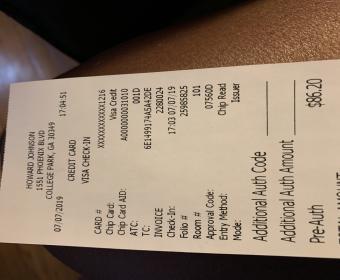 HOWARD JOHNSON
1551 PHOENIX BLVD
COLLEGE PARK, GA 30349
07/07/2019 17:04:51
CREDIT CARD
VISA CHECK-IN
CARD # XXXXXXXXXXXX1216
Chip Card: Visa Credit
Chip Card AID: A0000000031010
ATC: 001D
TC: 6E1499174A5A42DE
INVOICE 2280024
Check-In: 17:03 07/07/19
Folio # 25985825
Room # 101
Approval Code: 07560D
Entry Method: Chip Read
Mode: Issuer
Additional Auth Code
Additional Auth Amount
Pre-Auth $86.20